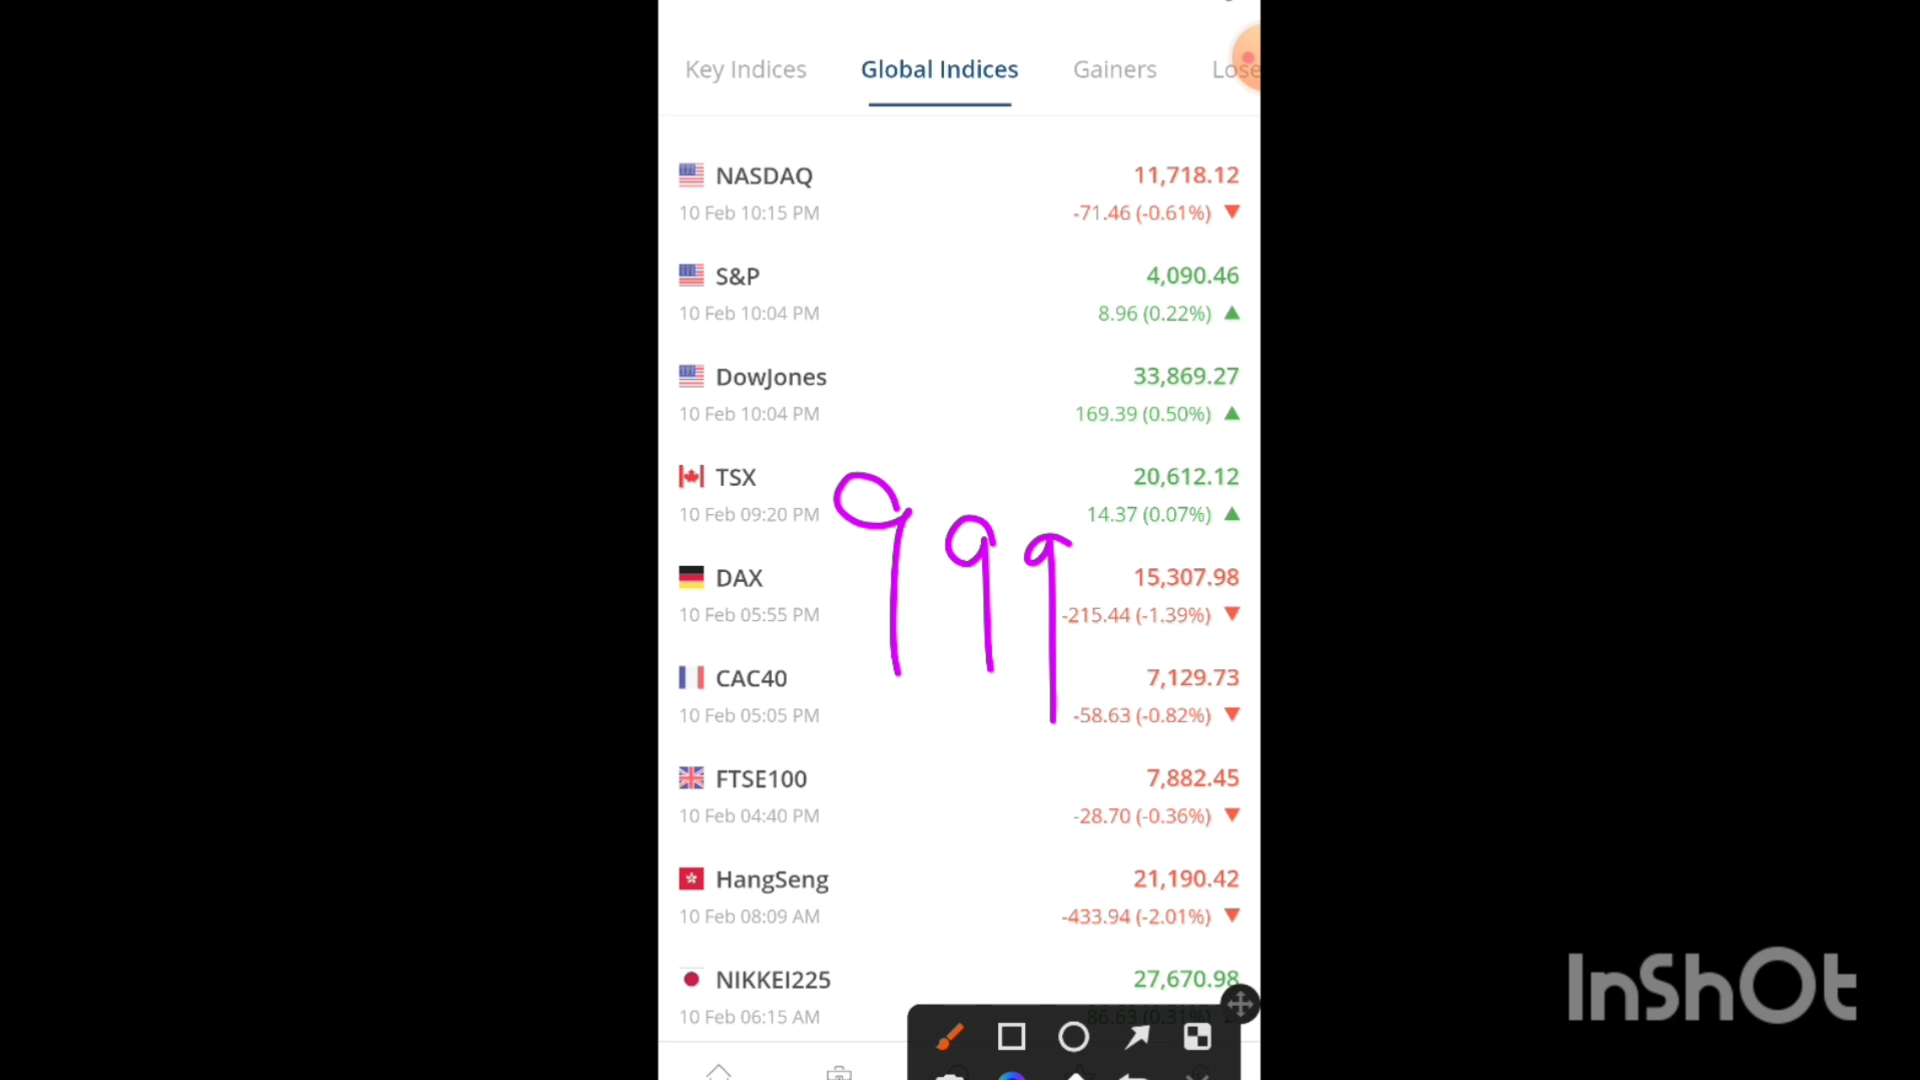 Key Indices Global Indices Gainers Lose
NASDAQ 11,718.12
10 Feb 10:15 PM -71.46 (-0.61%)
S&P 4,090.46
10 Feb 10:04 PM 8.96 (0.22%)
DowJones 33,869.27
10 Feb 10:04 PM 169.39 (0.50%)
TSX 20,612.12
10 Feb 09:20 PM 14.37 (0.07%)
999
DAX 15,307.98
10 Feb 05:55 PM -215.44 (-1.39%)
CAC40 7,129.73
10 Feb 05:05 PM -58.63 (-0.82%)
FTSE100 7,882.45
10 Feb 04:40 PM -28.70 (-0.36%)
HangSeng 21,190.42
10 Feb 08:09 AM -433.94 (-2.01%)
NIKKEI225 27,670.98
10 Feb 06:15 AM 86.63 (0.31%)
InShOt